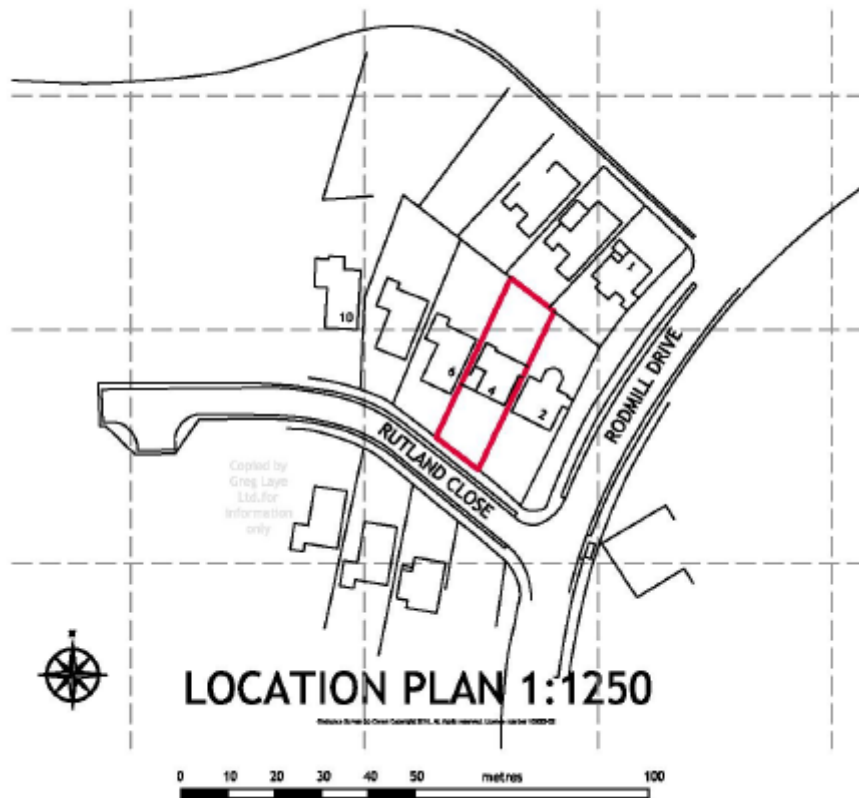 1
10
6
4
2
RODMILL DRIVE
RUTLAND CLOSE
Copied by
Greg Laye
Ltd.for
information
only
LOCATION PLAN 1:1250
0 10 20 30 40 50 metres 100